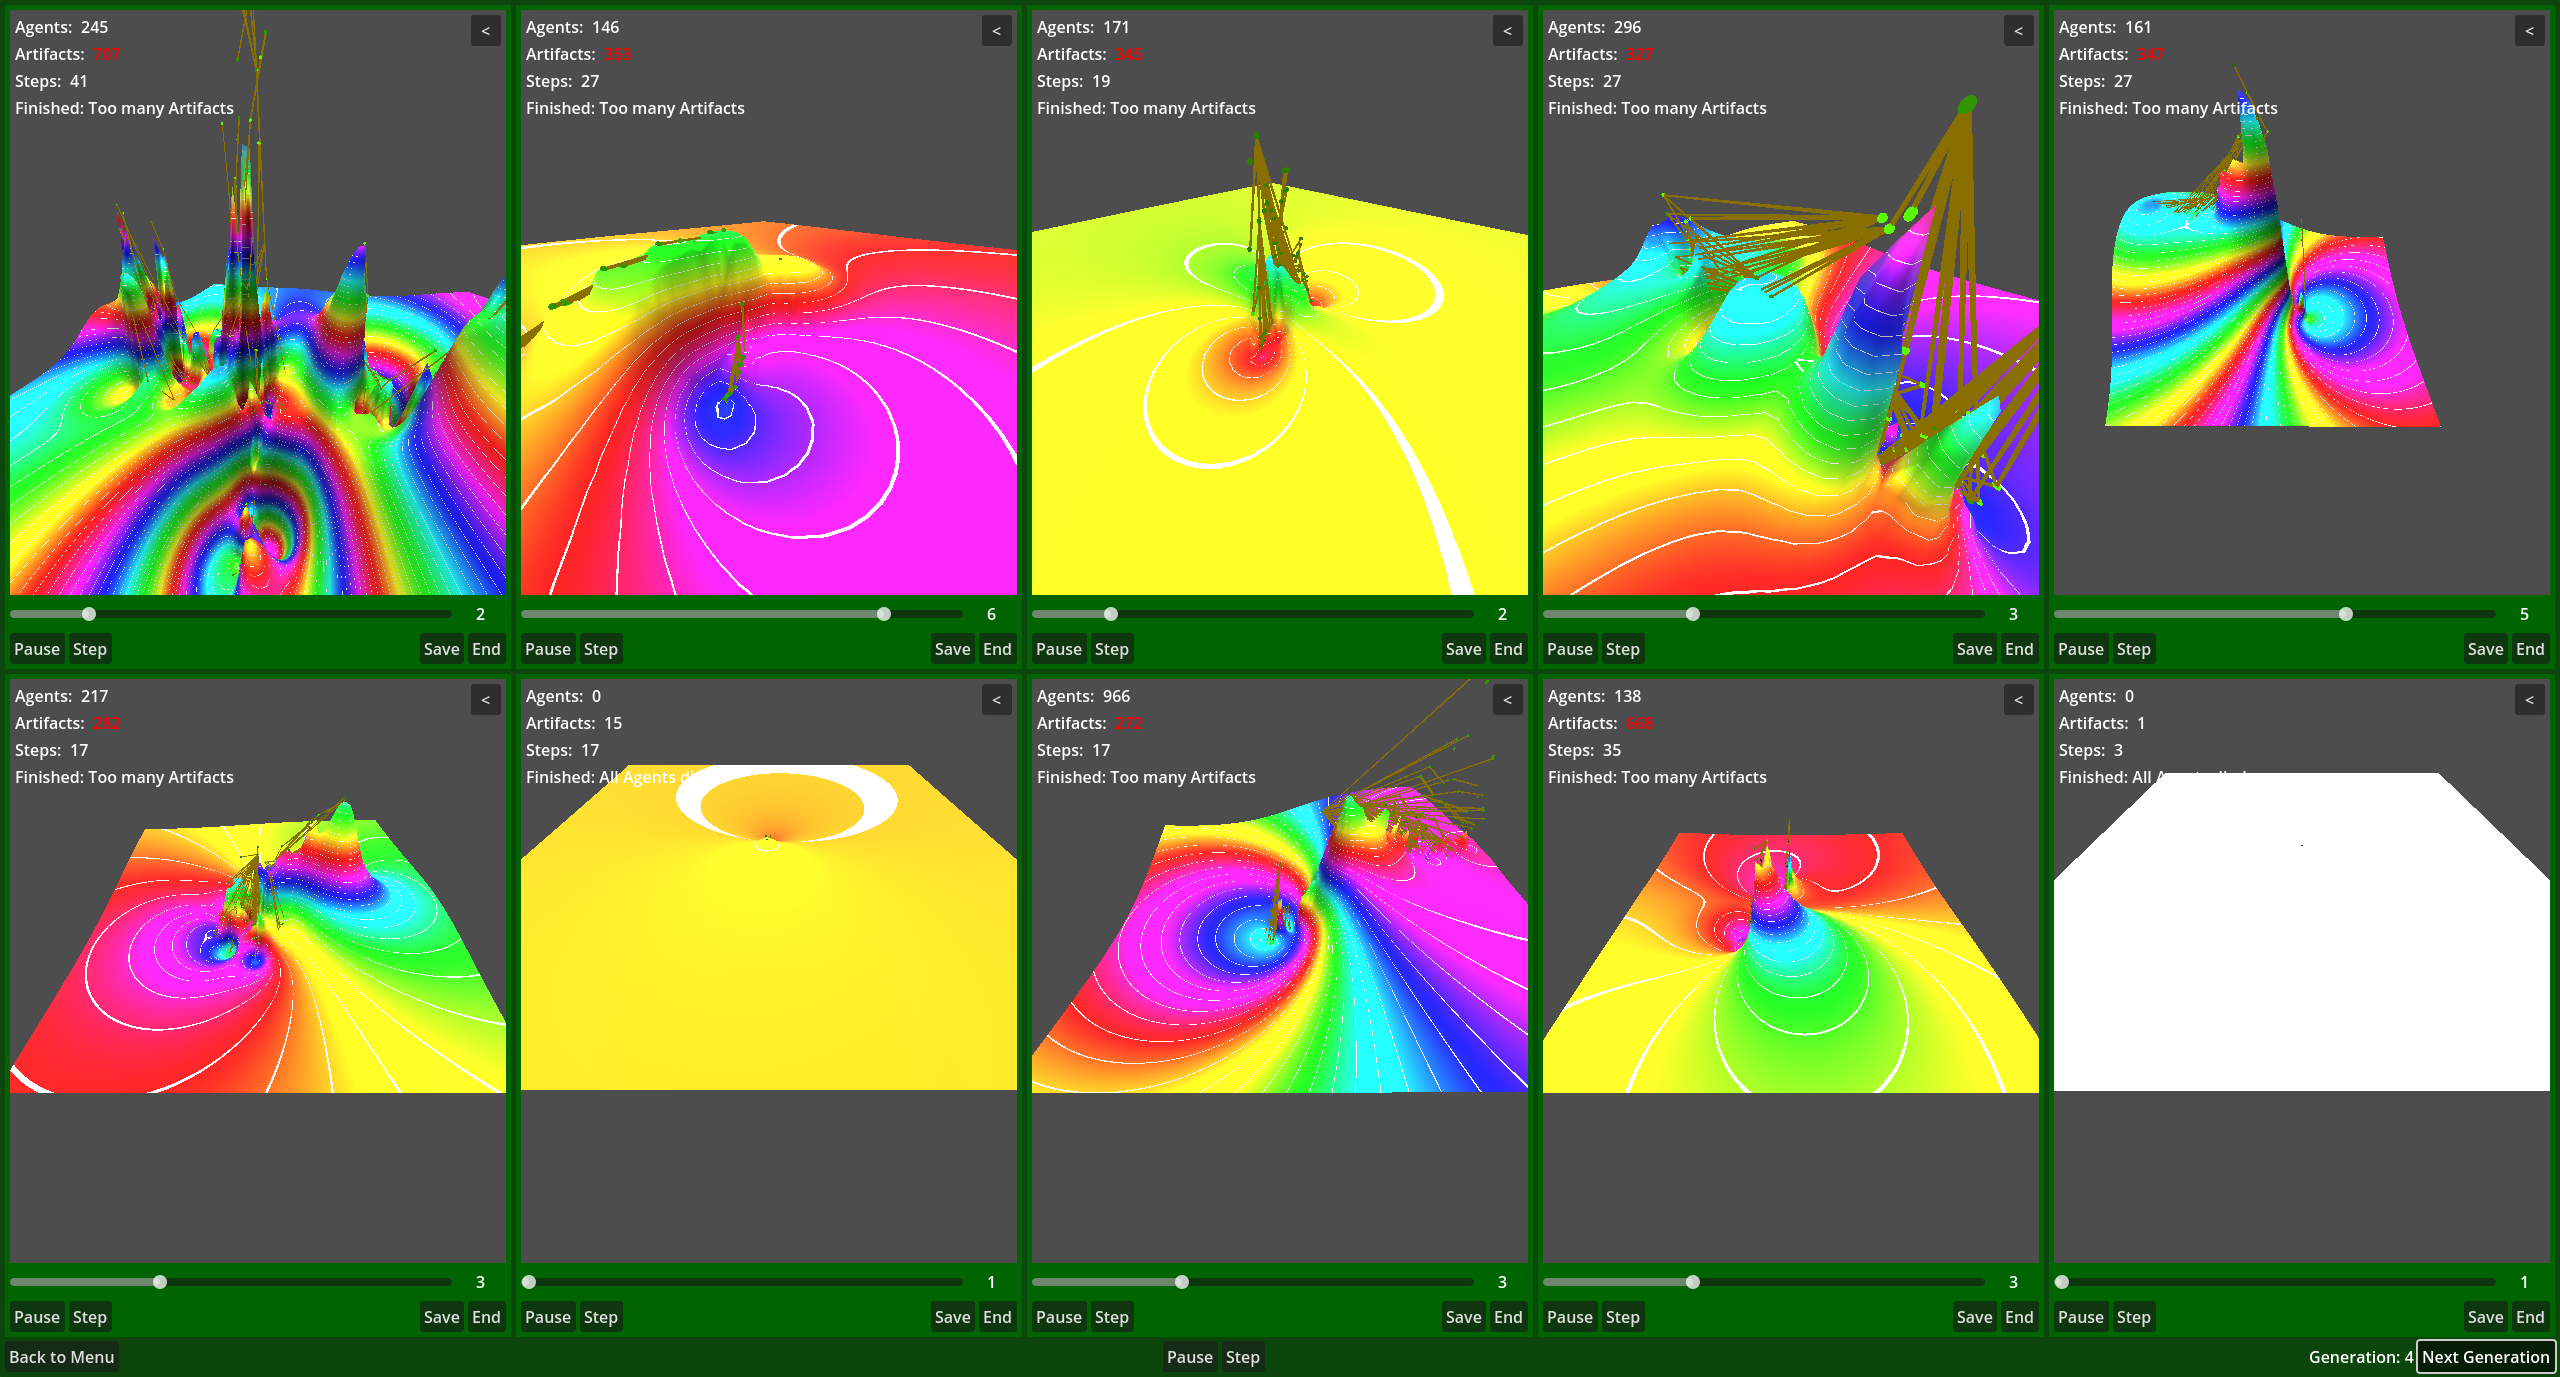 Agents: 245
Artifacts: 707
Steps: 41
Finished: Too many Artifacts
<
2
Pause Step Save End
Agents: 146
Artifacts: 353
Steps: 27
Finished: Too many Artifacts
<
6
Pause Step Save End
Agents: 171
Artifacts: 345
Steps: 19
Finished: Too many Artifacts
<
2
Pause Step Save End
Agents: 296
Artifacts: 327
Steps: 27
Finished: Too many Artifacts
<
3
Pause Step Save End
Agents: 161
Artifacts: 347
Steps: 27
Finished: Too many Artifacts
<
5
Pause Step Save End
Agents: 217
Artifacts: 282
Steps: 17
Finished: Too many Artifacts
<
3
Pause Step Save End
Agents: 0
Artifacts: 15
Steps: 17
Finished: All Agents
<
1
Pause Step Save End
Agents: 966
Artifacts: 272
Steps: 17
Finished: Too many Artifacts
<
3
Pause Step Save End
Agents: 138
Artifacts: 668
Steps: 35
Finished: Too many Artifacts
<
3
Pause Step Save End
Agents: 0
Artifacts: 1
Steps: 3
Finished: All
<
1
Pause Step Save End
Back to Menu Pause Step Generation: 4 Next Generation